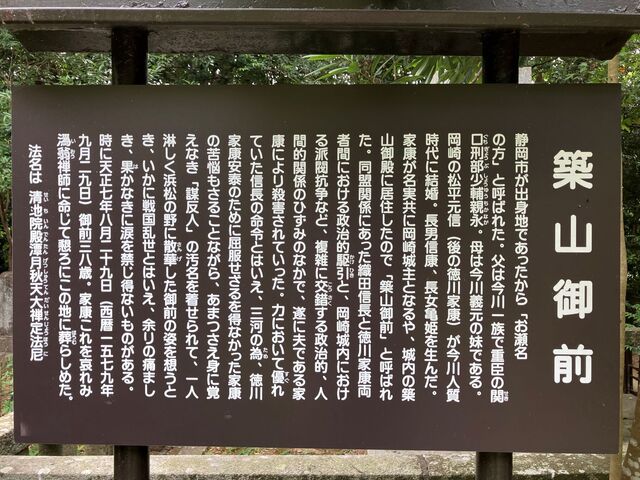 築山御前
静岡市が出身地であったから「お瀬名
の方」と呼ばれた。父は今川一族で重臣の関
口刑部少輔親永。母は今川義元の妹である。
岡崎の松平元信（後の徳川家康）が今川人質
時代に結婚。長男信康、長女亀姫を生んだ。
家康が名実共に岡崎城主となるや、城内の築
山御殿に居住したので「築山御前」と呼ばれ
た。同盟関係にあった織田信長と徳川家康両
者間における政治的駆引と、岡崎城内におけ
る派閥抗争など、複雑に交錯する政治的、人
間的関係のひずみのなかで、遂に夫である家
康により殺害されていった。力において優れ
ていた信長の命令とはいえ、三河の為、徳川
家康安泰のために屈服せざるを得なかった家康
の苦悩もさることながら、あまつさえ身に覚
えなき「謀反人」の汚名を着せられて、一人
淋しく浜松の野に散華した御前の姿を想うと
き、いかに戦国乱世とはいえ、余りの痛まし
き、果かなきに涙を禁じ得ないものがある。
時に天正七年八月二十九日（西暦一五七九年
九月一九日）御前三八歳。家康これを哀れみ
潙翁禅師に命じて懇ろにこの地に葬らしめた。
法名は 清池院殿潭月秋天大禅定法尼